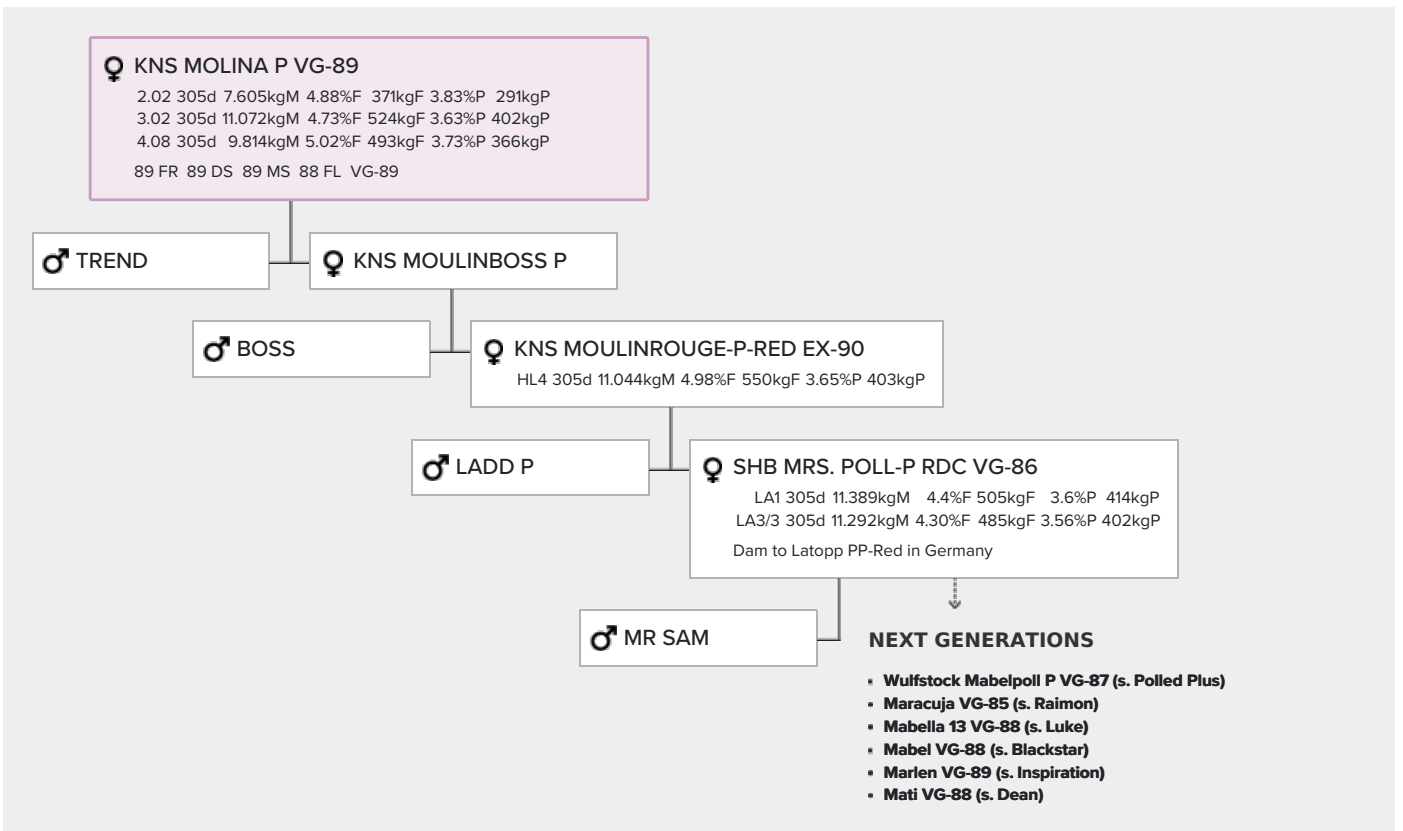 KNS MOLINA P VG-89
2.02 305d 7.605kgM 4.88%F 371kgF 3.83%P 291kgP
3.02 305d 11.072kgM 4.73%F 524kgF 3.63%P 402kgP
4.08 305d 9.814kgM 5.02%F 493kgF 3.73%P 366kgP
89 FR 89 DS 89 MS 88 FL VG-89
TREND
KNS MOULINBOSS P
BOSS
KNS MOULINROUGE-P-RED EX-90
HL4 305d 11.044kgM 4.98%F 550kgF 3.65%P 403kgP
LADD P
SHB MRS. POLL-P RDC VG-86
LA1 305d 11.389kgM 4.4%F 505kgF 3.6%P 414kgP
LA3/3 305d 11.292kgM 4.30%F 485kgF 3.56%P 402kgP
Dam to Latopp PP-Red in Germany
MR SAM
NEXT GENERATIONS
• Wulfstock Mabelpoll P VG-87 (s. Polled Plus)
• Maracuja VG-85 (s. Raimon)
• Mabella 13 VG-88 (s. Luke)
• Mabel VG-88 (s. Blackstar)
• Marlen VG-89 (s. Inspiration)
• Mati VG-88 (s. Dean)